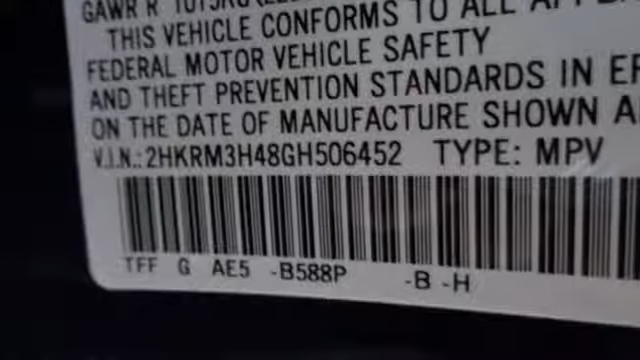 GAWR R
THIS VEHICLE CONFORMS TO ALL
FEDERAL MOTOR VEHICLE SAFETY
AND THEFT PREVENTION STANDARDS IN
ON THE DATE OF MANUFACTURE SHOWN
V.I.N.: 2HKRM3H48GH506452 TYPE: MPV
TFF G AE5 -B588P -B -H